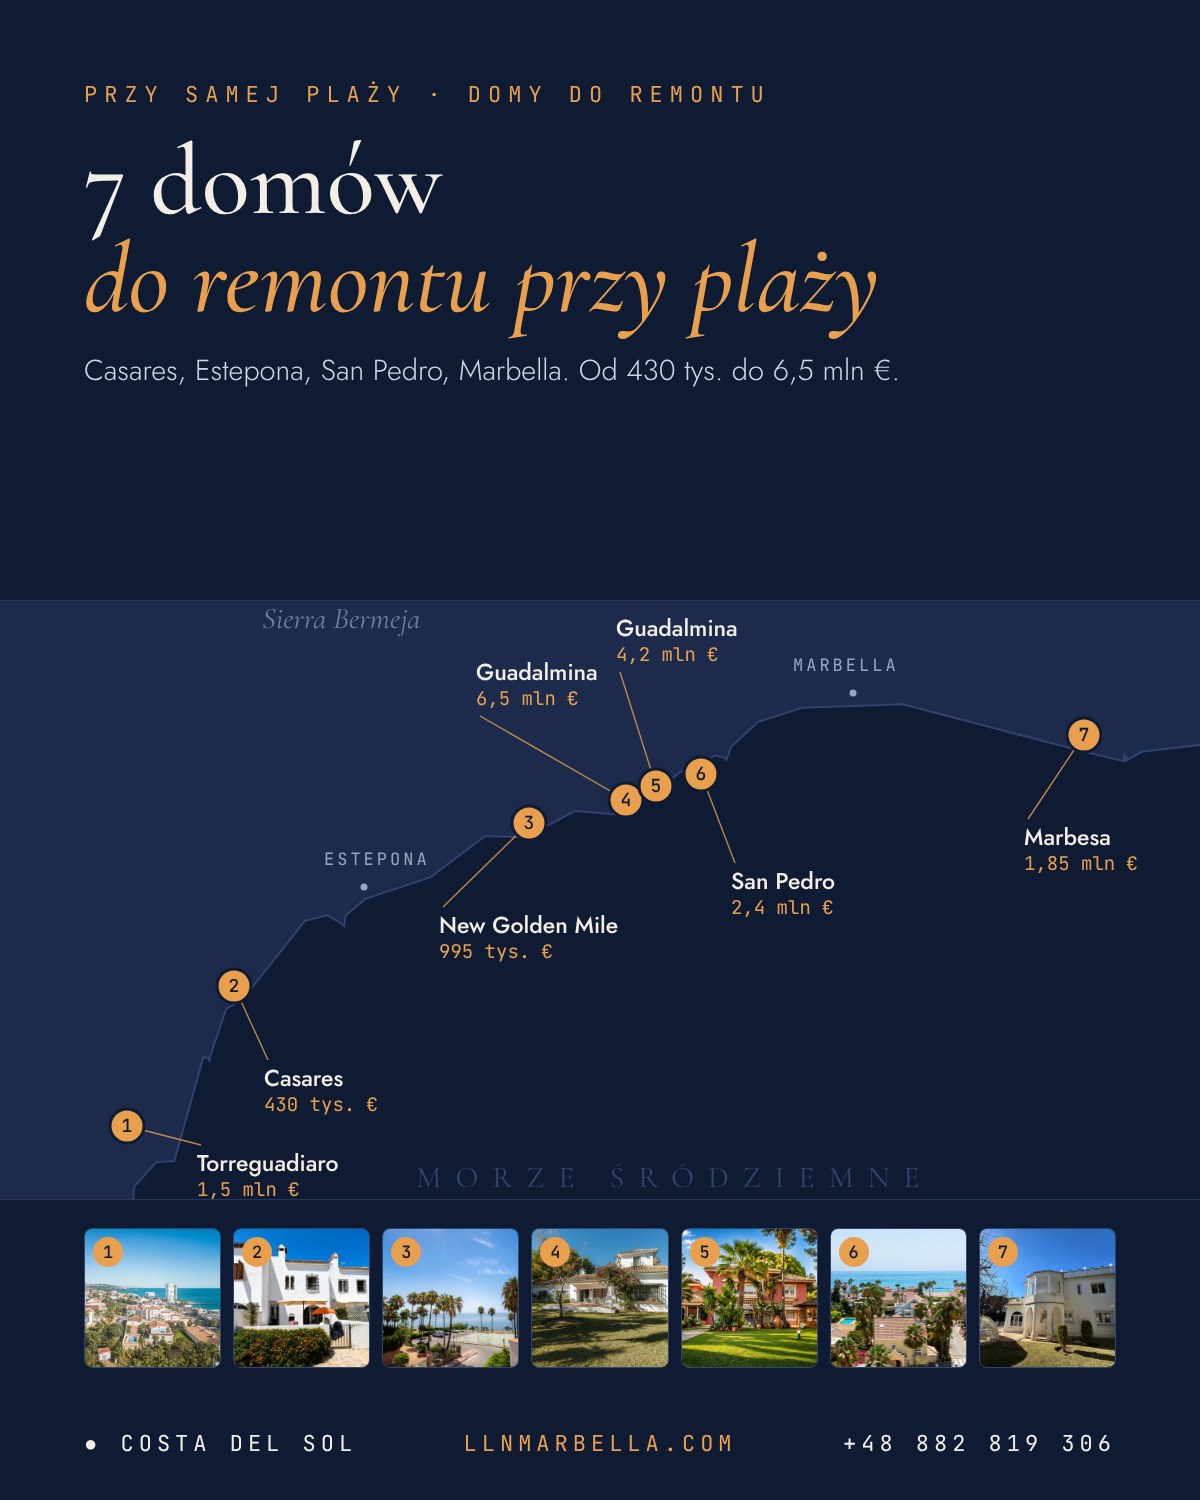 PRZY SAMEJ PLAŻY · DOMY DO REMONTU
7 domów
do remontu przy plaży
Casares, Estepona, San Pedro, Marbella. Od 430 tys. do 6,5 mln €.
Sierra Bermeja
Guadalmina
4,2 mln €
Guadalmina
6,5 mln €
MARBELLA
7
6
5
4
3
Marbesa
1,85 mln €
ESTEPONA
San Pedro
2,4 mln €
New Golden Mile
995 tys. €
2
Casares
430 tys. €
1
Torreguadiaro
1,5 mln €
MORZE ŚRÓDZIEMNE
1 2 3 4 5 6 7
• COSTA DEL SOL LLNMARBELLA.COM +48 882 819 306